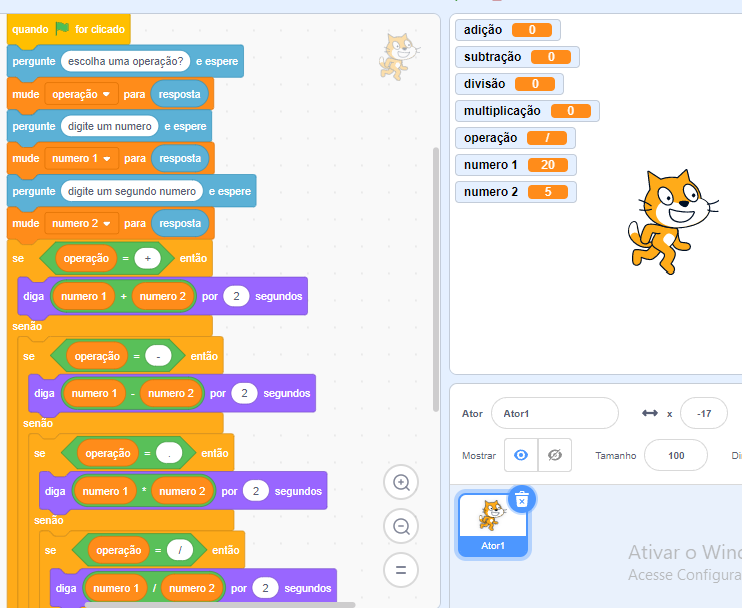 quando for clicado
pergunte escolha uma operação? e espere
mude operação para resposta
pergunte digite um numero e espere
mude numero 1 para resposta
pergunte digite um segundo numero e espere
mude numero 2 para resposta
se operação = + então
diga numero 1 + numero 2 por 2 segundos
senão
se operação = - então
diga numero 1 - numero 2 por 2 segundos
senão
se operação = . então
diga numero 1 * numero 2 por 2 segundos
senão
se operação = / então
diga numero 1 / numero 2 por 2 segundos
adição 0
subtração 0
divisão 0
multiplicação 0
operação /
numero 1 20
numero 2 5
Ator Ator1 x -17
Mostrar Tamanho 100
Ator1
Ativar o Wind
Acesse Configura